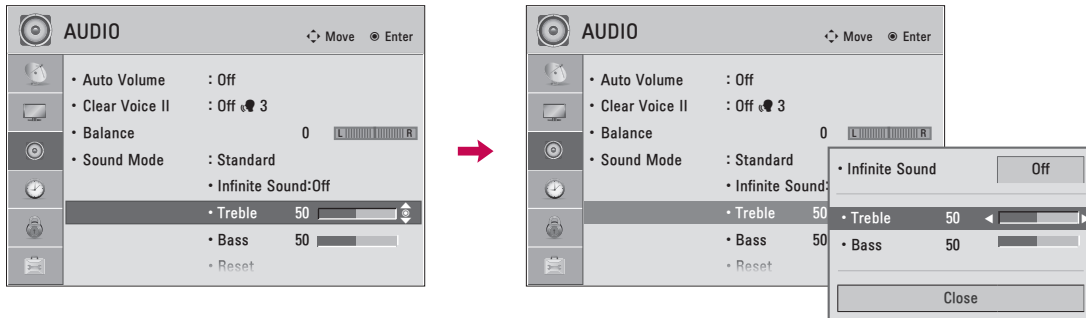 AUDIO Move Enter
• Auto Volume : Off
• Clear Voice II : Off 3
• Balance 0 L R
• Sound Mode : Standard
• Infinite Sound:Off
• Treble 50
• Bass 50
• Reset
AUDIO Move Enter
• Auto Volume : Off
• Clear Voice II : Off 3
• Balance 0 L R
• Sound Mode : Standard
• Infinite Sound:
• Treble 50
• Bass 50
• Reset
• Infinite Sound Off
• Treble 50
• Bass 50
Close